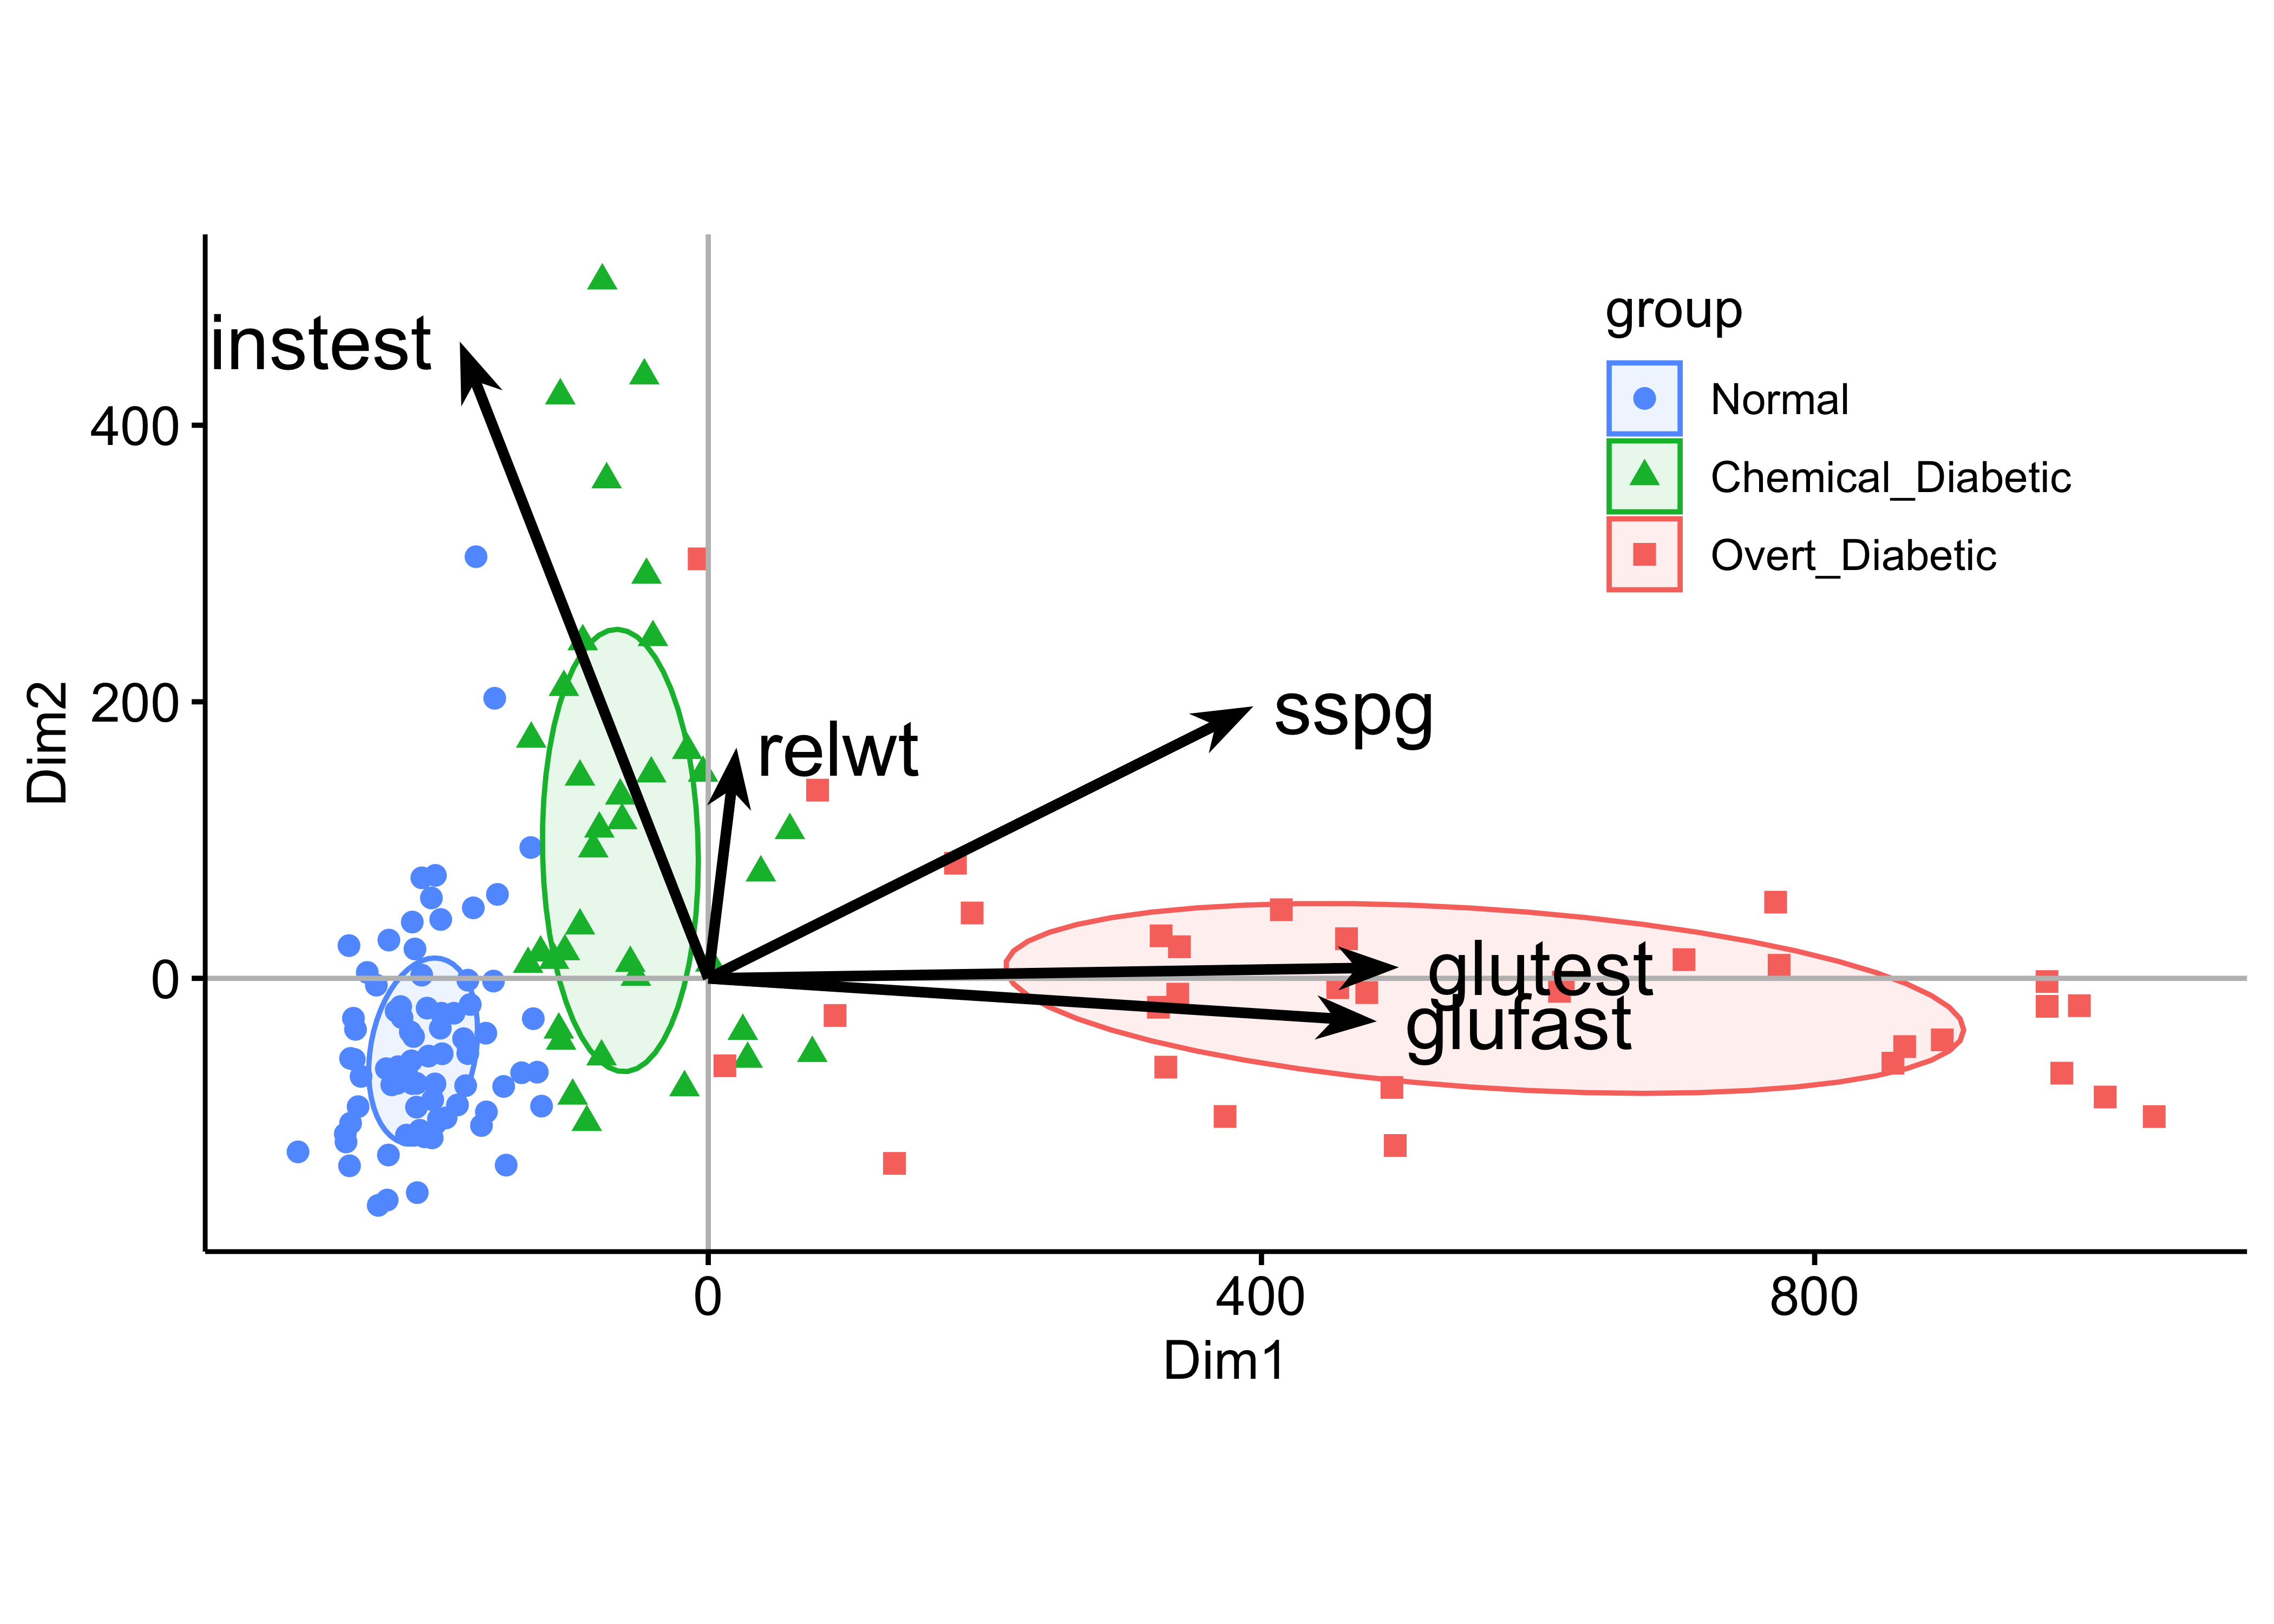 group
Normal
Chemical_Diabetic
Overt_Diabetic
instest
400
sspg
relwt
200
Dim2
glutest
0
glufast
0
400
800
Dim1